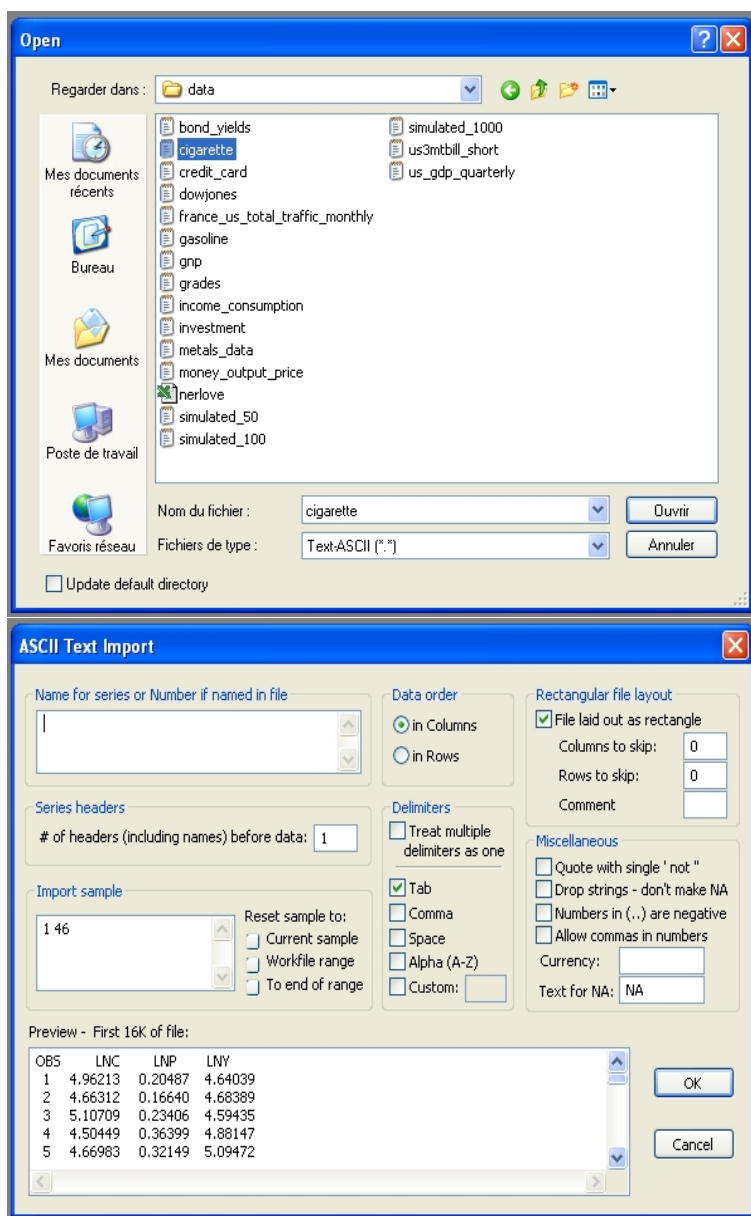 Open
Regarder dans :
data
Mes documents
récents
Bureau
Mes documents
Poste de travail
Favoris réseau
bond_yields
cigarette
credit_card
dowjones
france_us_total_traffic_monthly
gasoline
gnp
grades
income_consumption
investment
metals_data
money_output_price
nerlove
simulated_50
simulated_100
simulated_1000
us3mtbill_short
us_gdp_quarterly
Nom du fichier :
cigarette
Ouvrir
Fichiers de type :
Text-ASCII (*.*)
Annuler
Update default directory
ASCII Text Import
Name for series or Number if named in file
Series headers
# of headers (including names) before data: 1
Import sample
1 46
Reset sample to:
Current sample
Workfile range
To end of range
Data order
in Columns
in Rows
Delimiters
Treat multiple
delimiters as one
Tab
Comma
Space
Alpha (A-Z)
Custom:
Rectangular file layout
File laid out as rectangle
Columns to skip: 0
Rows to skip: 0
Comment
Miscellaneous
Quote with single ' not "
Drop strings - don't make NA
Numbers in (..) are negative
Allow commas in numbers
Currency:
Text for NA: NA
Preview - First 16K of file:
OBS LNC LNP LNY
1 4.96213 0.20487 4.64039
2 4.66312 0.16640 4.68389
3 5.10709 0.23406 4.59435
4 4.50449 0.36399 4.88147
5 4.66983 0.32149 5.09472
OK
Cancel